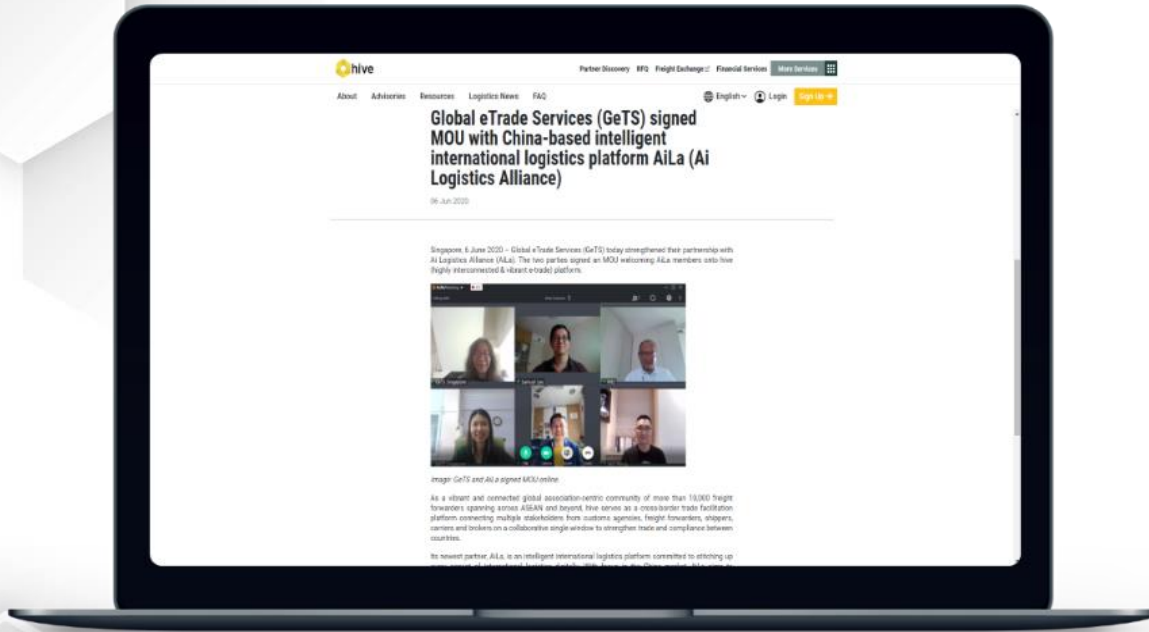 hive
Partner Discovery RFQ Freight Exchange Financial Services More Services
About Advisories Resources Logistics News FAQ English Login Sign Up
Global eTrade Services (GeTS) signed
MOU with China-based intelligent
international logistics platform AiLa (Ai
Logistics Alliance)
06 Jun 2020
Singapore, 6 June 2020 – Global eTrade Services (GeTS) today strengthened their partnership with
Ai Logistics Alliance (AiLa). The two parties signed an MOU welcoming AiLa members onto hive
(highly interconnected & vibrant e-trade) platform.
Image: GeTS and AiLa signed MOU online
As a vibrant and connected global association-centric community of more than 10,000 freight
forwarders spanning across ASEAN and beyond, hive serves as a cross-border trade facilitation
platform connecting multiple stakeholders from customs agencies, freight forwarders, shippers,
carriers and brokers on a collaborative single window to strengthen trade and compliance between
countries.
Its newest partner, AiLa, is an intelligent international logistics platform committed to stitching up